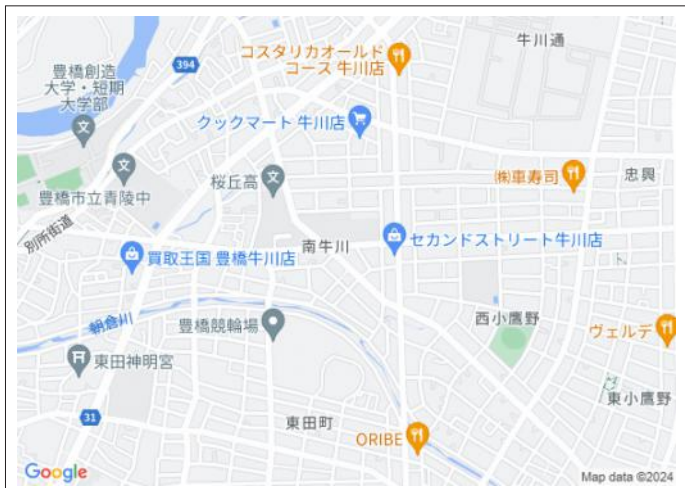 394
コスタリカオールド
コース 牛川店
牛川通
豊橋創造
大学・短期
大学部
クックマート 牛川店
㈱車寿司
忠興
豊橋市立青陵中
桜丘高
別所街道
南牛川
セカンドストリート牛川店
買取王国 豊橋牛川店
朝倉川
豊橋競輪場
西小鷹野
ヴェルデ
東田神明宮
東小鷹野
31
東田町
ORIBE
Google
Map data ©2024